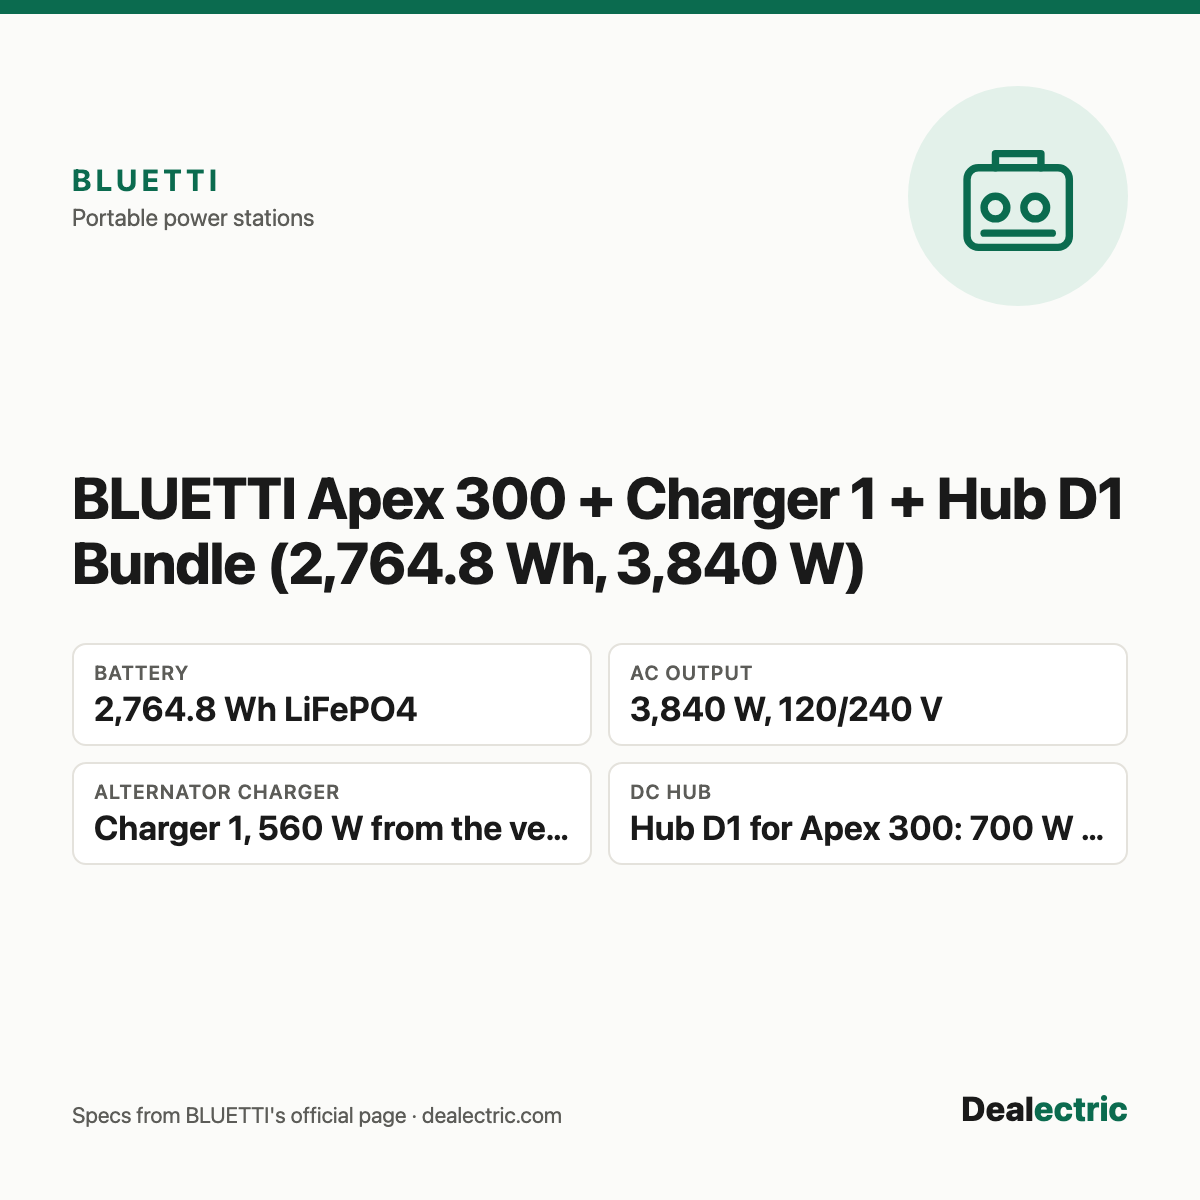 BLUETTI
Portable power stations
BLUETTI Apex 300 + Charger 1 + Hub D1
Bundle (2,764.8 Wh, 3,840 W)
BATTERY
2,764.8 Wh LiFePO4
AC OUTPUT
3,840 W, 120/240 V
ALTERNATOR CHARGER
Charger 1, 560 W from the ve...
DC HUB
Hub D1 for Apex 300: 700 W ...
Specs from BLUETTI's official page · dealectric.com
Dealectric